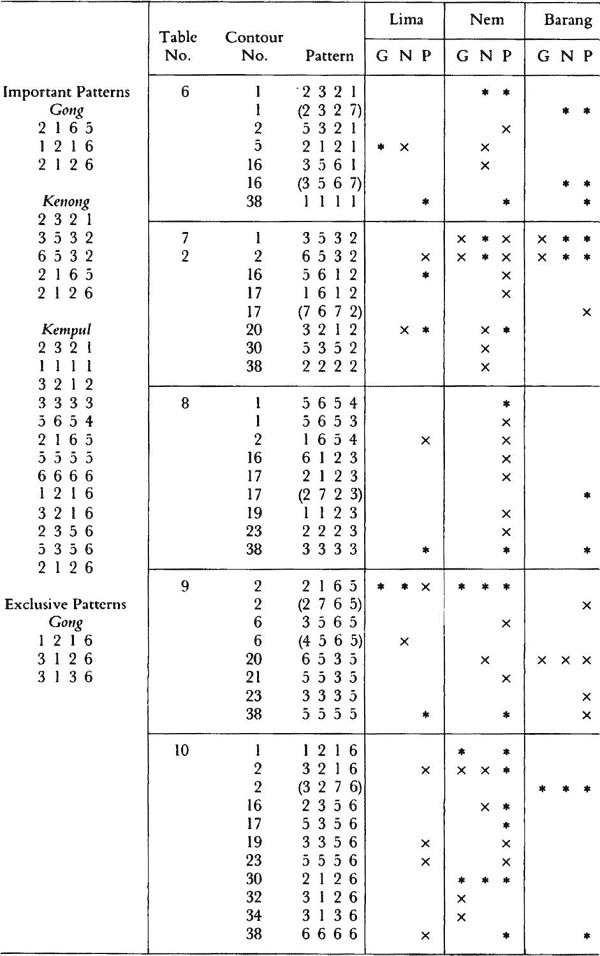 Lima Nem Barang
Table Contour
No. No. Pattern G N P G N P G N P
Important Patterns
Gong
2 1 6 5
1 2 1 6
2 1 2 6
Kenong
2 3 2 1
3 5 3 2
6 5 3 2
2 1 6 5
2 1 2 6
Kempul
2 3 2 1
1 1 1 1
3 2 1 2
3 3 3 3
5 6 5 4
2 1 6 5
5 5 5 5
6 6 6 6
1 2 1 6
3 2 1 6
2 3 5 6
5 3 5 6
2 1 2 6
Exclusive Patterns
Gong
1 2 1 6
3 1 2 6
3 1 3 6
6 1 2 3 2 1 * *
1 (2 3 2 7) * *
2 5 3 2 1 ×
5 2 1 2 1 * × ×
16 3 5 6 1 ×
16 (3 5 6 7) * *
38 1 1 1 1 * * *
7 1 3 5 3 2 × * × × * *
2 2 6 5 3 2 × × * × × * *
16 5 6 1 2 * ×
17 1 6 1 2 ×
17 (7 6 7 2) ×
20 3 2 1 2 × * × *
30 5 3 5 2 ×
38 2 2 2 2 ×
8 1 5 6 5 4 *
1 5 6 5 3 ×
2 1 6 5 4 × ×
16 6 1 2 3 ×
17 2 1 2 3 ×
17 (2 7 2 3) *
19 1 1 2 3 ×
23 2 2 2 3 ×
38 3 3 3 3 * * *
9 2 2 1 6 5 * * × * * *
2 (2 7 6 5) ×
6 3 5 6 5 ×
6 (4 5 6 5) ×
20 6 5 3 5 × × × ×
21 5 5 3 5 ×
23 3 3 3 5 ×
38 5 5 5 5 * * ×
10 1 1 2 1 6 * *
2 3 2 1 6 × × × *
2 (3 2 7 6) * * *
16 2 3 5 6 × *
17 5 3 5 6 *
19 3 3 5 6 × ×
23 5 5 5 6 × ×
30 2 1 2 6 * * *
32 3 1 2 6 ×
34 3 1 3 6 ×
38 6 6 6 6 × * *